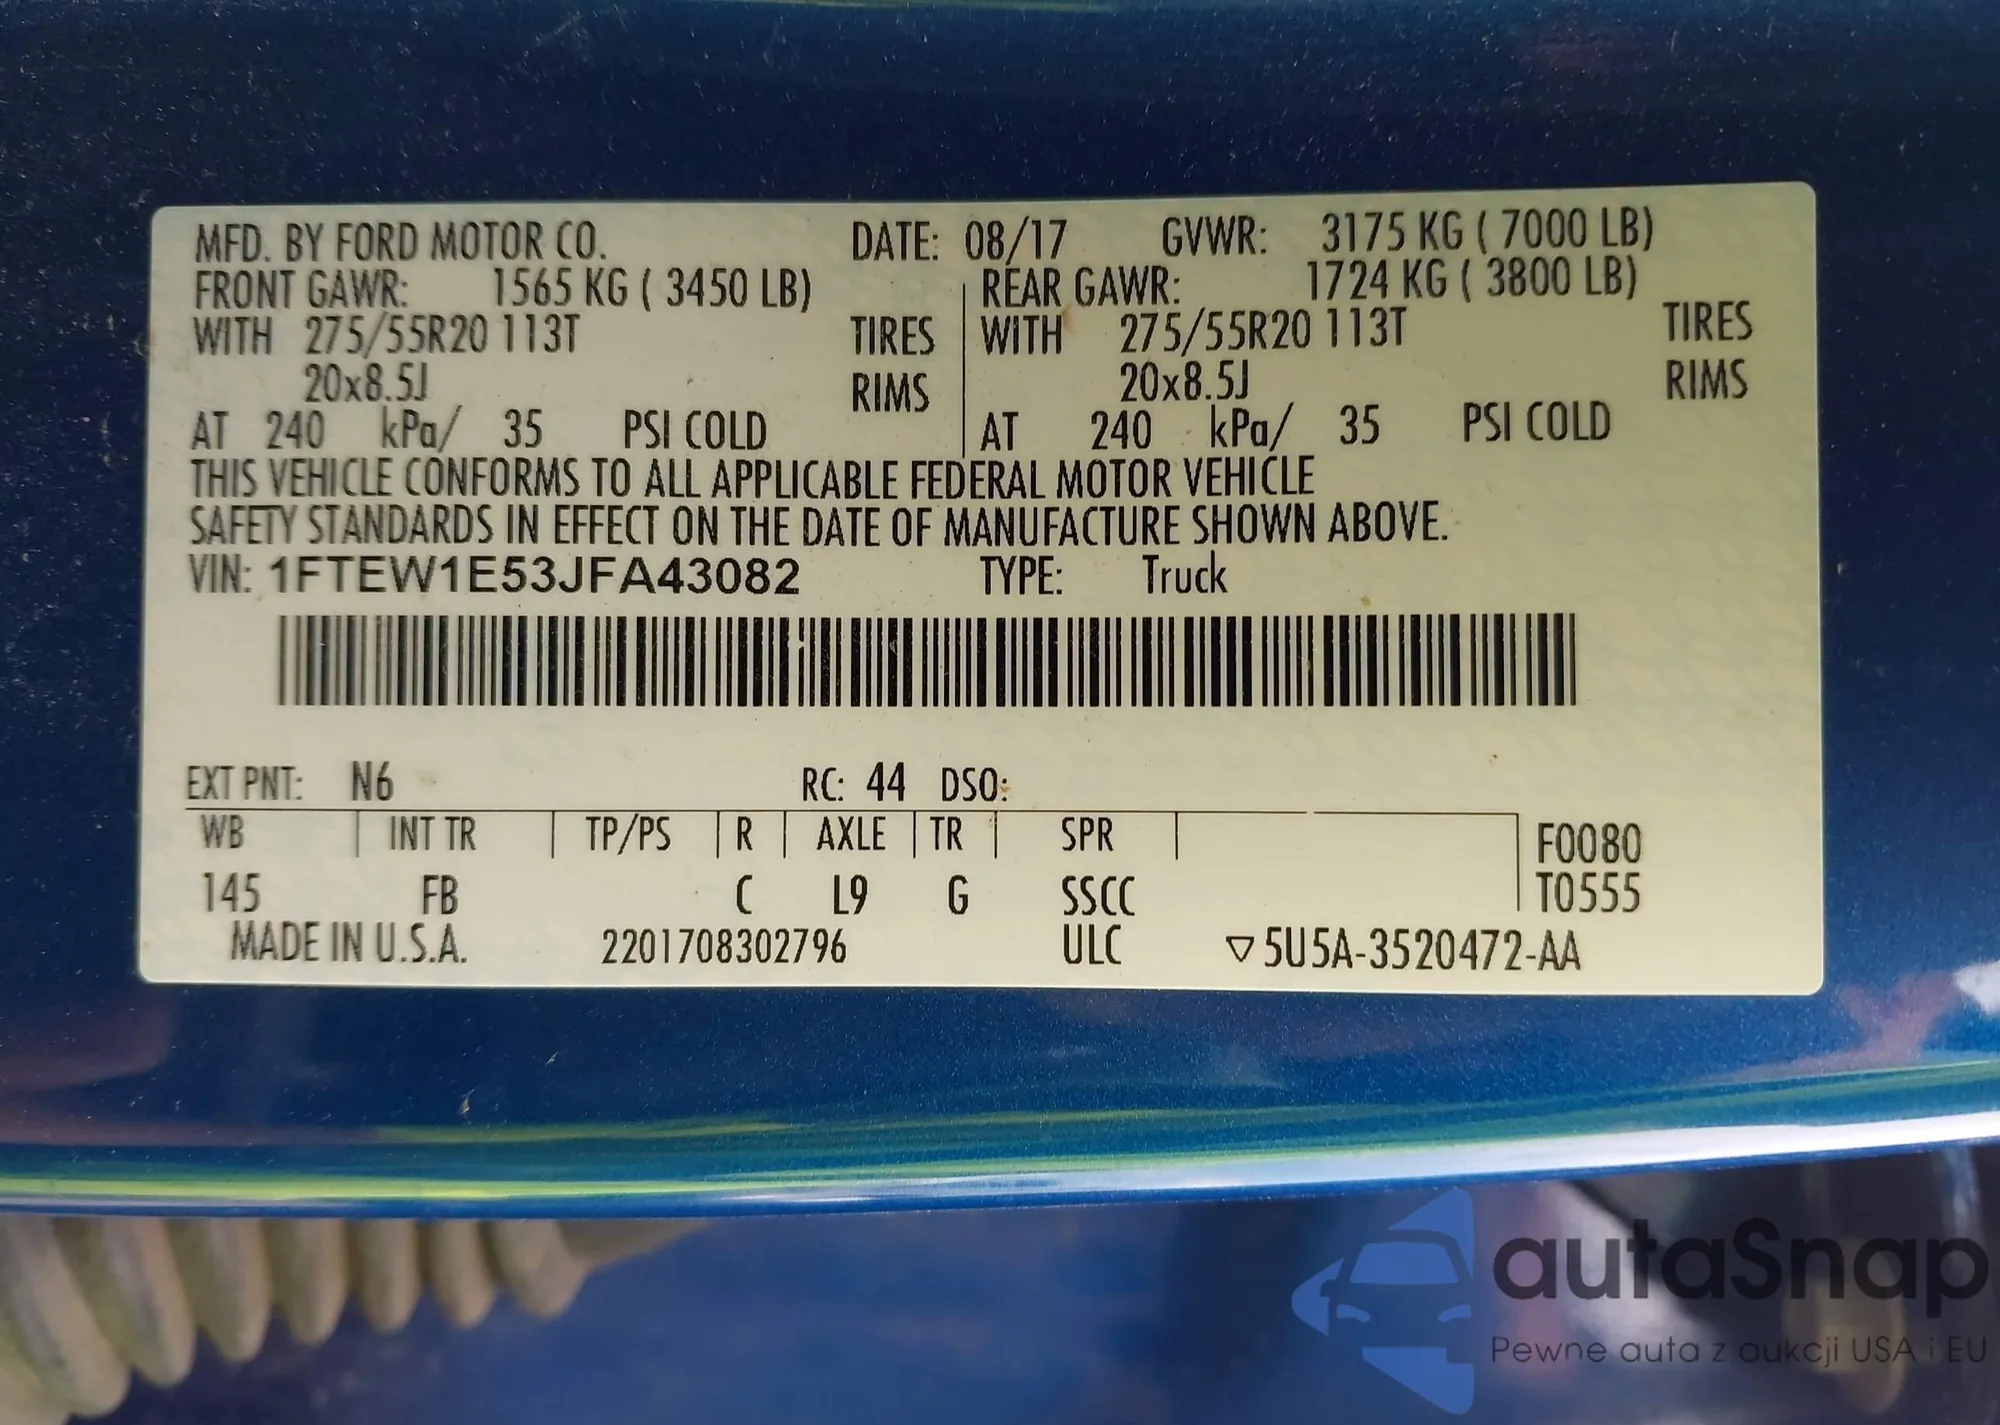 MFD. BY FORD MOTOR CO. DATE: 08/17 GVWR: 3175 KG ( 7000 LB)
FRONT GAWR: 1565 KG ( 3450 LB) REAR GAWR: 1724 KG ( 3800 LB)
WITH 275/55R20 113T TIRES WITH 275/55R20 113T TIRES
20x8.5J RIMS 20x8.5J RIMS
AT 240 kPa/ 35 PSI COLD AT 240 kPa/ 35 PSI COLD
THIS VEHICLE CONFORMS TO ALL APPLICABLE FEDERAL MOTOR VEHICLE
SAFETY STANDARDS IN EFFECT ON THE DATE OF MANUFACTURE SHOWN ABOVE.
VIN: 1FTEW1E53JFA43082 TYPE: Truck
EXT PNT: N6 RC: 44 DSO:
WB INT TR TP/PS R AXLE TR SPR F0080
145 FB C L9 G SSCC T0555
MADE IN U.S.A. 2201708302796 ULC ▽5U5A-3520472-AA
autaSnap
Pewne auta z aukcji USA i EU